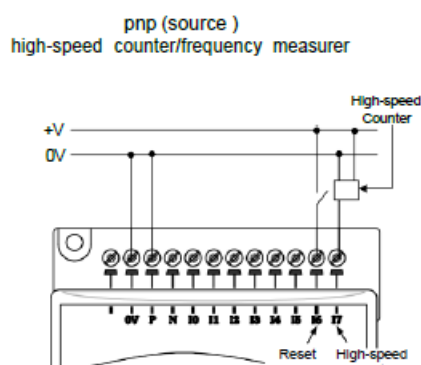 pnp (source )
high-speed counter/frequency measurer
High-speed
Counter
+V
0V
0V P N I0 I1 I2 I3 I4 I5 I6 I7
Reset High-speed